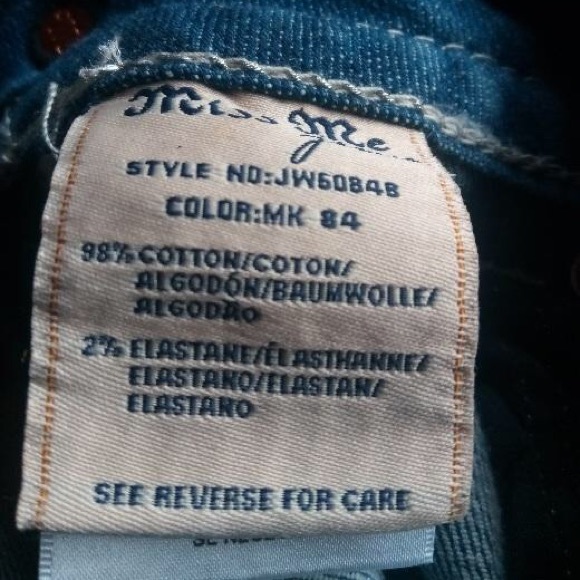 Miss Me
STYLE NO:JW6084B
COLOR:MK 84
98% COTTON/COTON/
ALGODÓN/BAUMWOLLE/
ALGODÃO
2% ELASTANE/ÉLASTHANNE/
ELASTANO/ELASTAN/
ELASTANO
SEE REVERSE FOR CARE